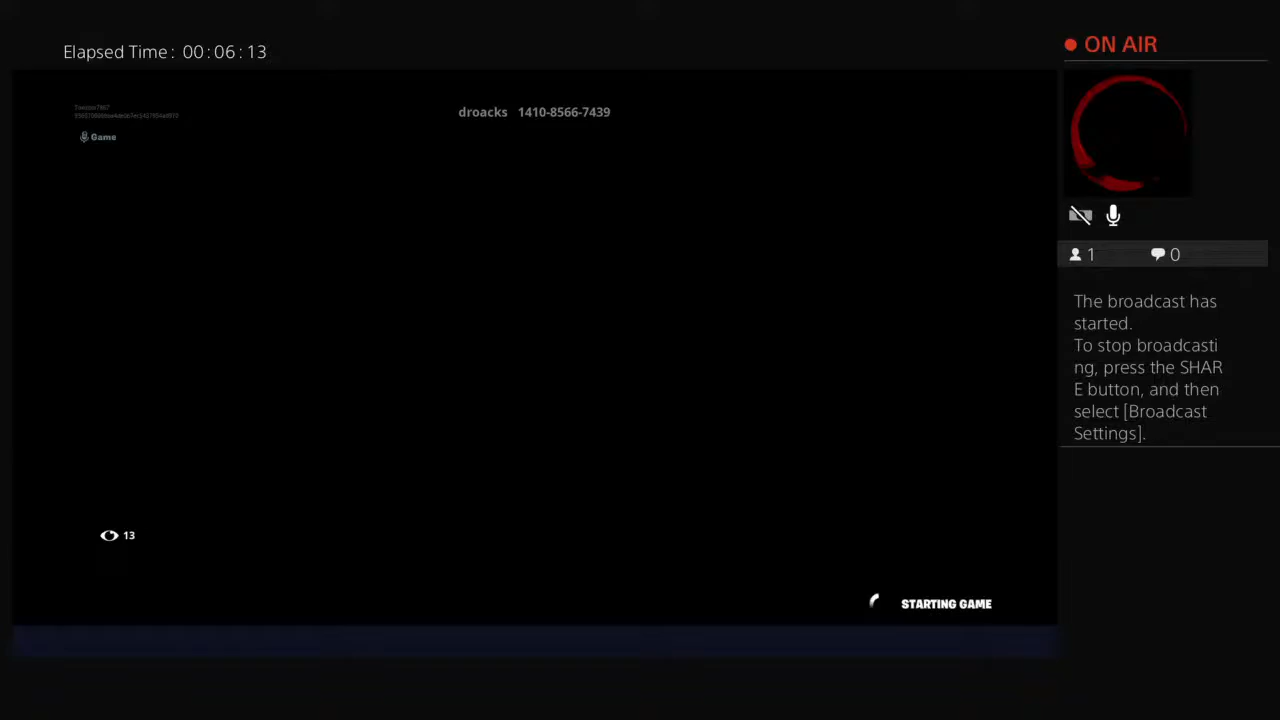 Elapsed Time: 00:06:13
ON AIR
droacks 1410-8566-7439
Game
1
0
The broadcast has
started.
To stop broadcasti
ng, press the SHAR
E button, and then
select [Broadcast
Settings].
13
STARTING GAME